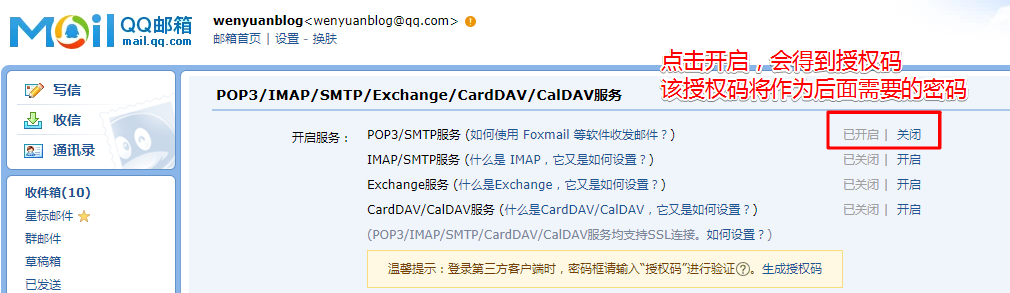 Mail QQ邮箱
mail.qq.com
wenyuanblog<wenyuanblog@qq.com>
邮箱首页 | 设置 - 换肤
点击开启，会得到授权码
该授权码将作为后面需要的密码
写信
收信
通讯录
收件箱(10)
星标邮件
群邮件
草稿箱
已发送
POP3/IMAP/SMTP/Exchange/CardDAV/CalDAV服务
开启服务： POP3/SMTP服务 (如何使用 Foxmail 等软件收发邮件？) 已开启 | 关闭
IMAP/SMTP服务 (什么是 IMAP，它又是如何设置？) 已关闭 | 开启
Exchange服务 (什么是Exchange，它又是如何设置？) 已关闭 | 开启
CardDAV/CalDAV服务 (什么是CardDAV/CalDAV，它又是如何设置？) 已关闭 | 开启
(POP3/IMAP/SMTP/CardDAV/CalDAV服务均支持SSL连接。如何设置？)
温馨提示：登录第三方客户端时，密码框请输入“授权码”进行验证?。生成授权码